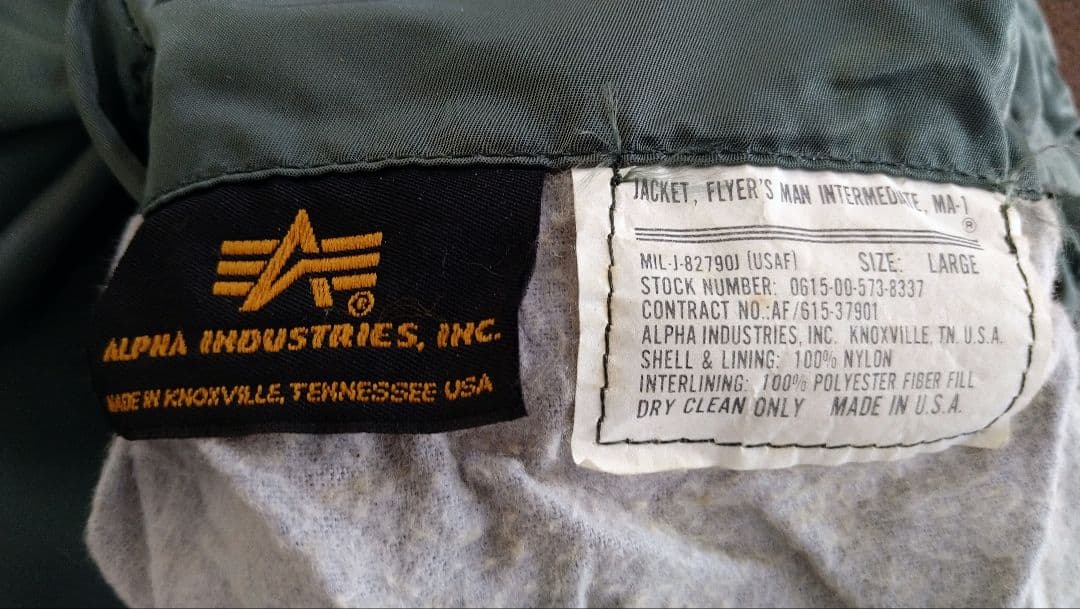 ALPHA INDUSTRIES, INC.
MADE IN KNOXVILLE, TENNESSEE USA
®
JACKET, FLYER'S MAN INTERMEDIATE, MA-1
®
MIL-J-82790J (USAF) SIZE: LARGE
STOCK NUMBER: 0615-00-573-8337
CONTRACT NO.:AF/615-37901
ALPHA INDUSTRIES, INC. KNOXVILLE, TN. U.S.A.
SHELL & LINING: 100% NYLON
INTERLINING: 100% POLYESTER FIBER FILL
DRY CLEAN ONLY MADE IN U.S.A.